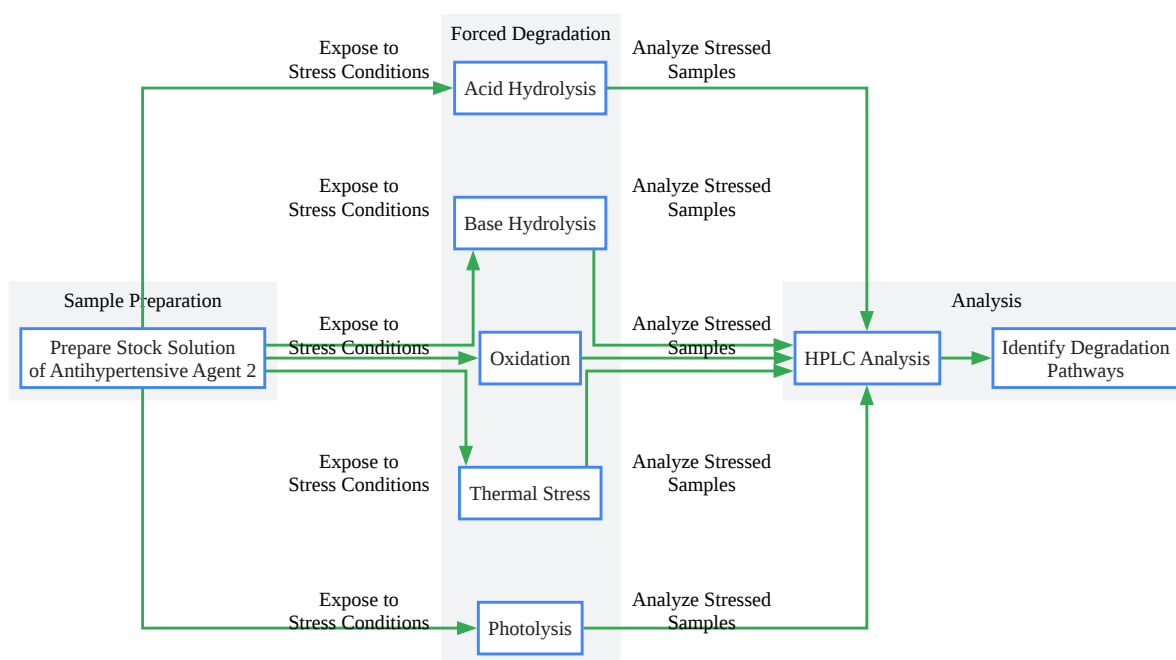 Forced Degradation
Expose to
Stress Conditions
Acid Hydrolysis
Analyze Stressed
Samples
Expose to
Stress Conditions
Base Hydrolysis
Analyze Stressed
Samples
Sample Preparation
Prepare Stock Solution
of Antihypertensive Agent 2
Expose to
Stress Conditions
Oxidation
Analyze Stressed
Samples
Analysis
HPLC Analysis
Identify Degradation
Pathways
Expose to
Stress Conditions
Thermal Stress
Analyze Stressed
Samples
Expose to
Stress Conditions
Photolysis
Analyze Stressed
Samples